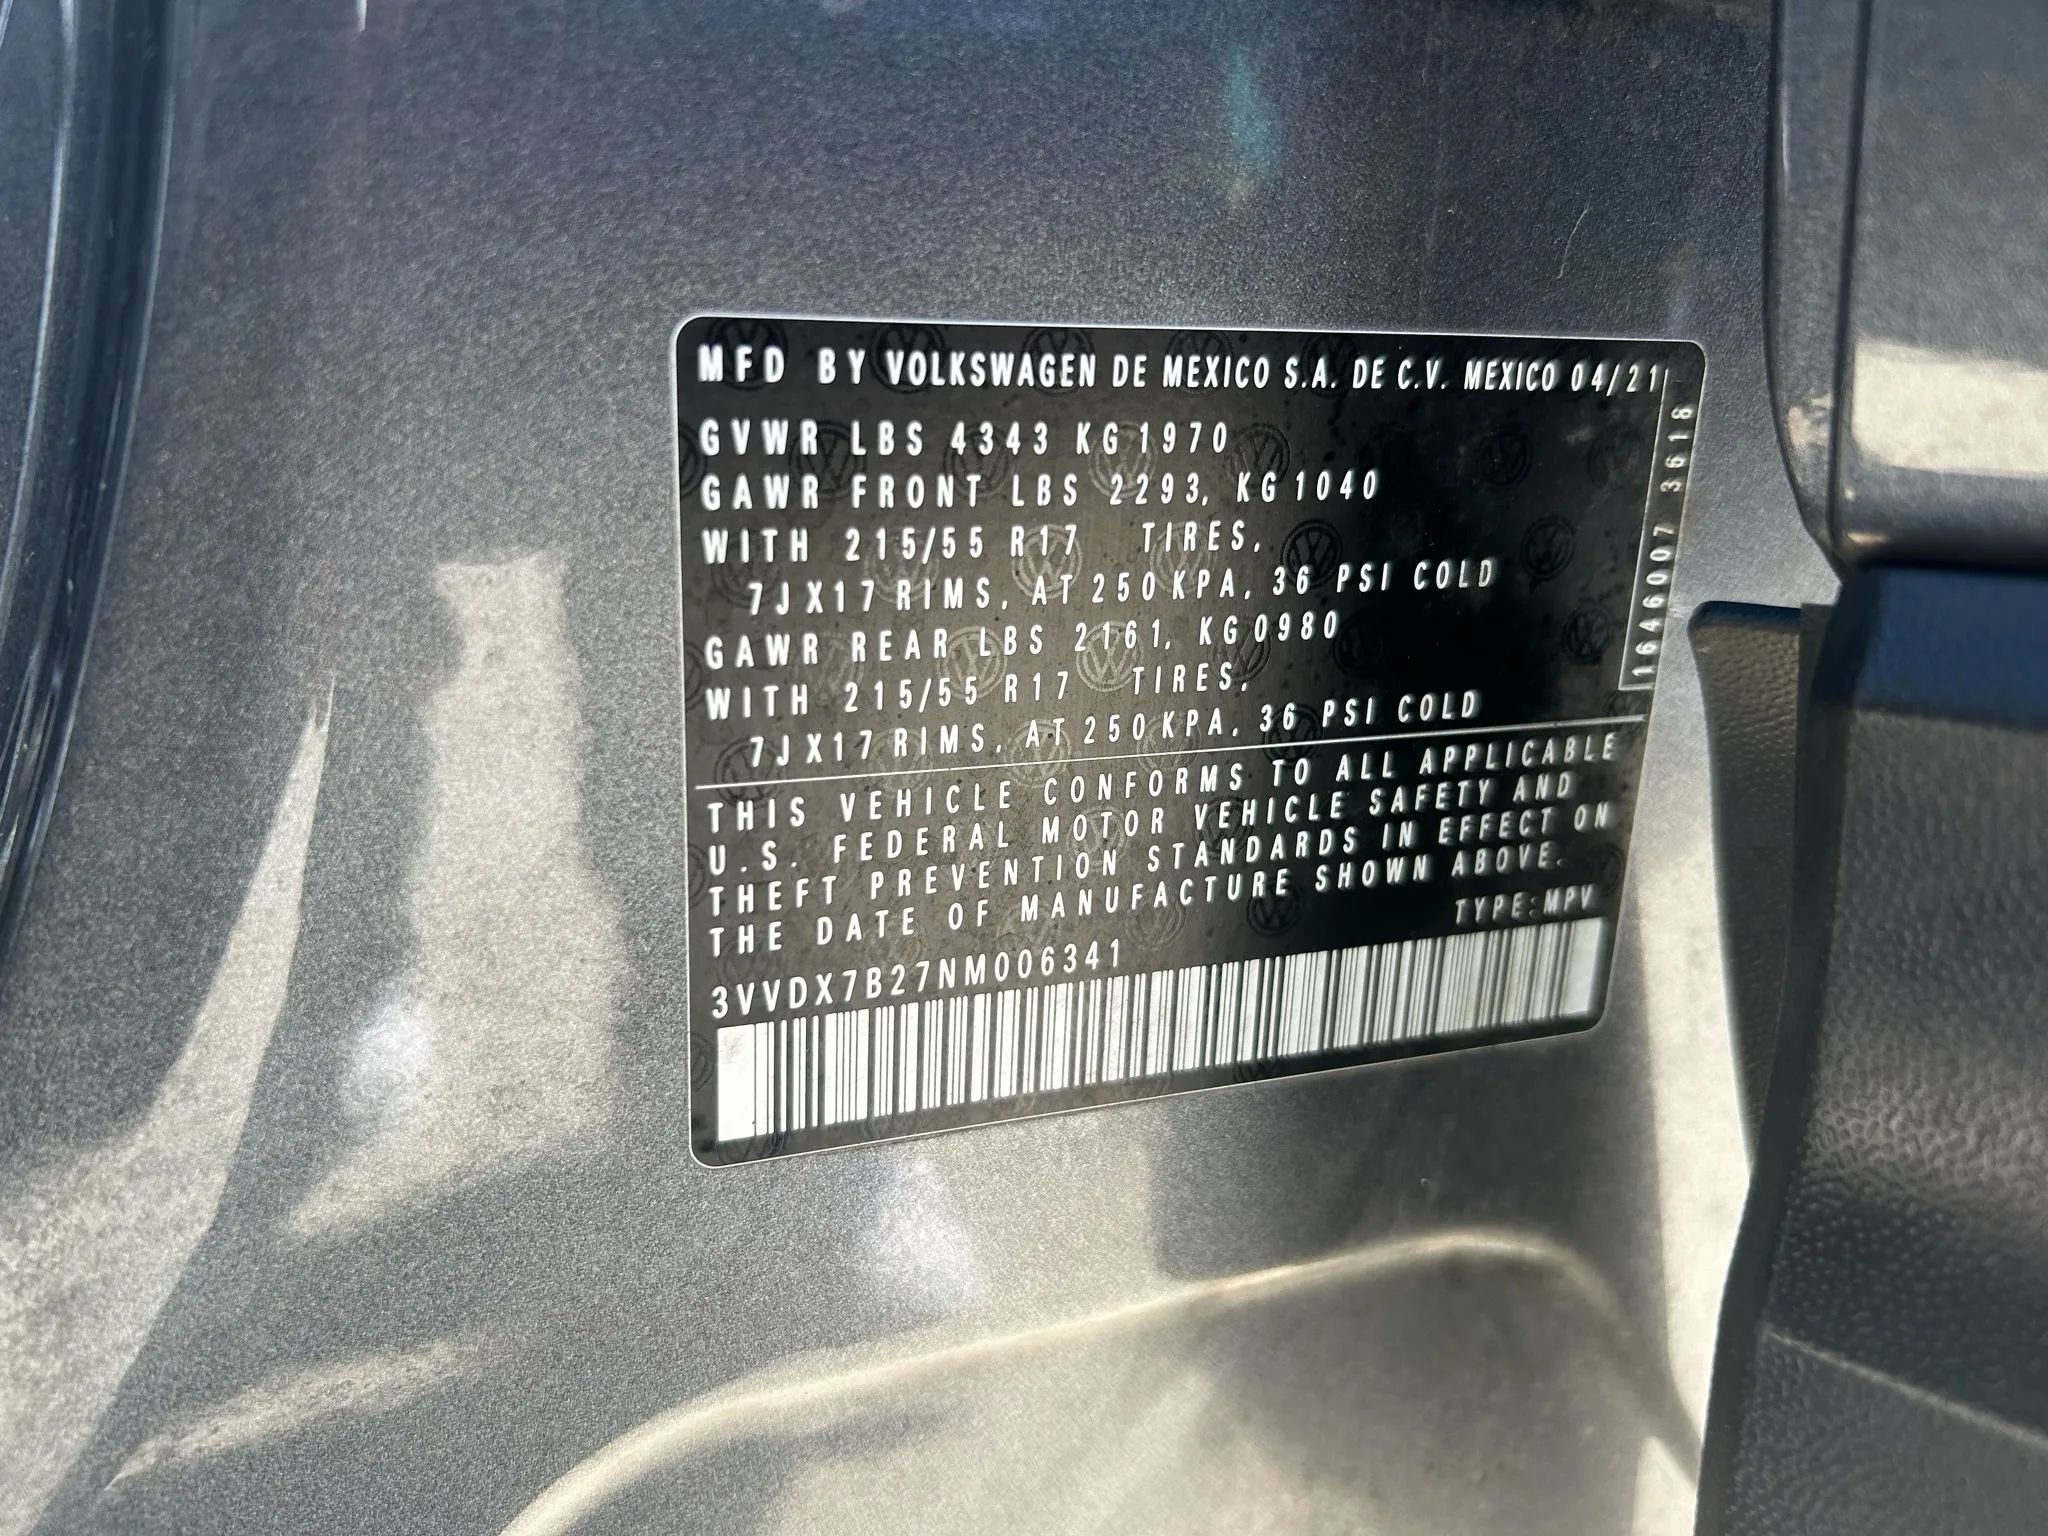 MFD BY VOLKSWAGEN DE MEXICO S.A. DE C.V. MEXICO 04/21
GVWR LBS 4343 KG 1970
GAWR FRONT LBS 2293, KG 1040
WITH 215/55 R17 TIRES,
7JX17 RIMS, AT 250 KPA, 36 PSI COLD
GAWR REAR LBS 2161, KG 0980
WITH 215/55 R17 TIRES,
7JX17 RIMS, AT 250 KPA, 36 PSI COLD
1646007 3618
THIS VEHICLE CONFORMS TO ALL APPLICABLE
U.S. FEDERAL MOTOR VEHICLE SAFETY AND
THEFT PREVENTION STANDARDS IN EFFECT ON
THE DATE OF MANUFACTURE SHOWN ABOVE.
TYPE:MPV
3VVDX7B27NM006341